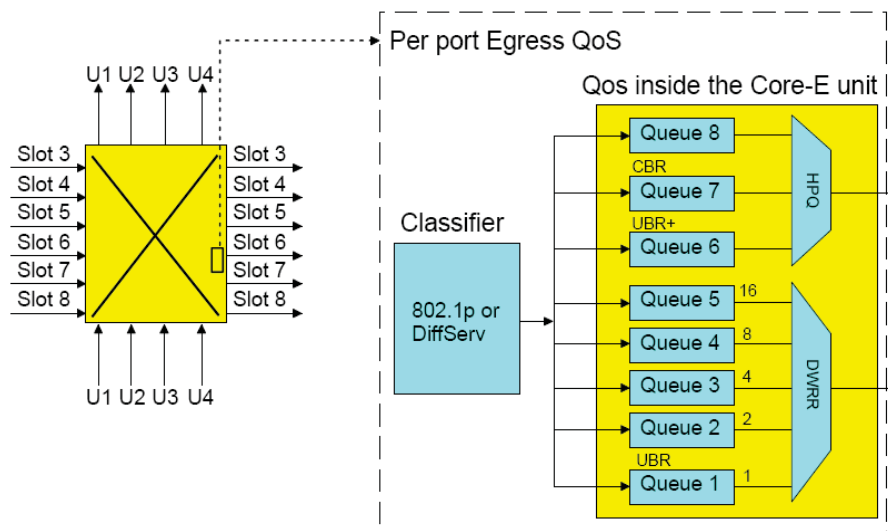 Per port Egress QoS
Qos inside the Core-E unit
U1 U2 U3 U4
Slot 3
Slot 4
Slot 5
Slot 6
Slot 7
Slot 8
Slot 3
Slot 4
Slot 5
Slot 6
Slot 7
Slot 8
U1 U2 U3 U4
Classifier
802.1p or
DiffServ
Queue 8
CBR
Queue 7
UBR+
Queue 6
HPQ
Queue 5 16
Queue 4 8
Queue 3 4
Queue 2 2
UBR
Queue 1 1
DWRR